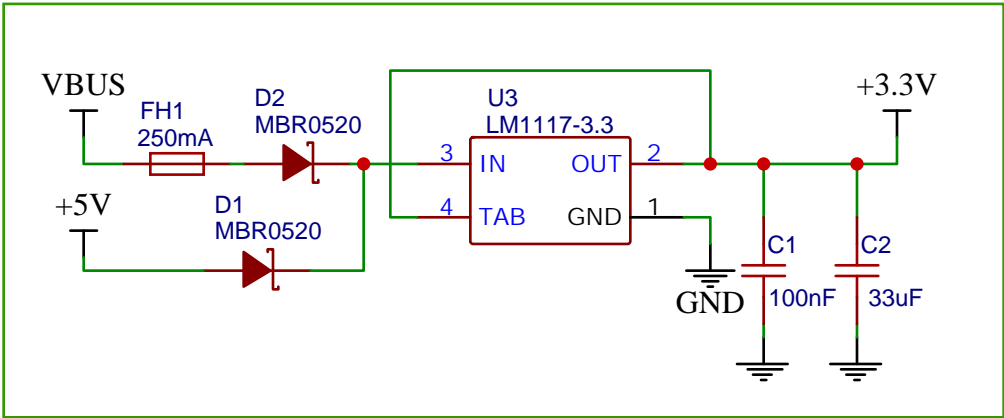 VBUS
FH1
250mA
D2
MBR0520
U3
LM1117-3.3
+3.3V
3
IN
OUT
2
+5V
D1
MBR0520
4
TAB
GND
1
C1
C2
GND
100nF
33uF